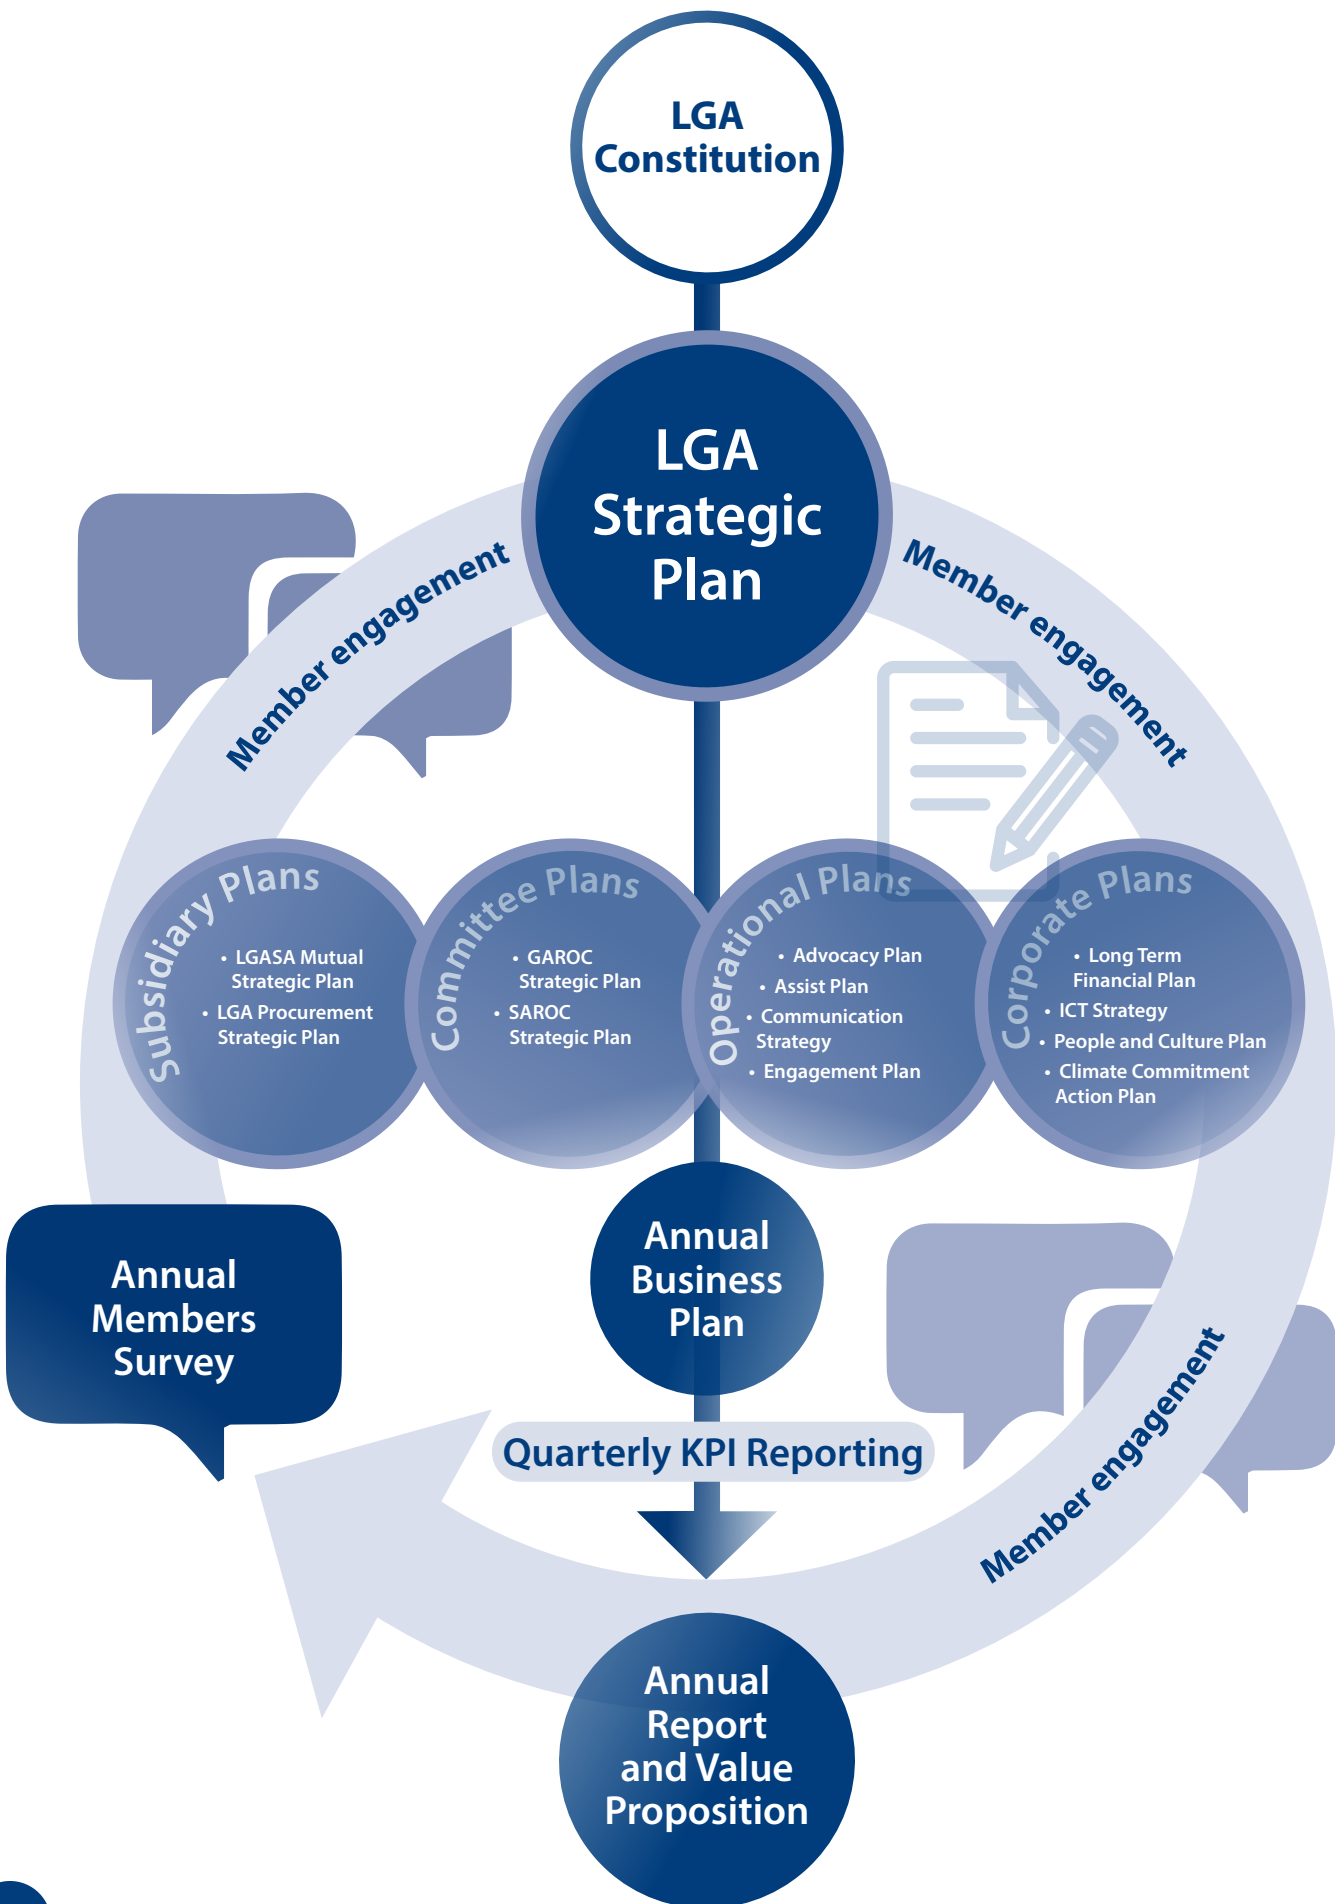 LGA
Constitution
LGA
Strategic
Plan
Member engagement
Member engagement
Subsidiary Plans
• LGASA Mutual
Strategic Plan
• LGA Procurement
Strategic Plan
Committee Plans
• GAROC
Strategic Plan
• SAROC
Strategic Plan
Operational Plans
• Advocacy Plan
• Assist Plan
• Communication
Strategy
• Engagement Plan
Corporate Plans
• Long Term
Financial Plan
• ICT Strategy
• People and Culture Plan
• Climate Commitment
Action Plan
Annual
Members
Survey
Annual
Business
Plan
Quarterly KPI Reporting
Member engagement
Annual
Report
and Value
Proposition